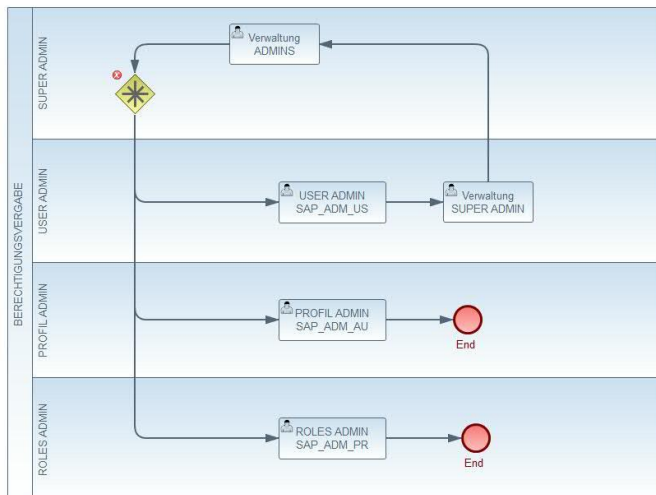 BERECHTIGUNGSVERGABE
SUPER ADMIN
Verwaltung
ADMINS
USER ADMIN
USER ADMIN
SAP_ADM_US
Verwaltung
SUPER ADMIN
PROFIL ADMIN
PROFIL ADMIN
SAP_ADM_AU
End
ROLES ADMIN
ROLES ADMIN
SAP_ADM_PR
End